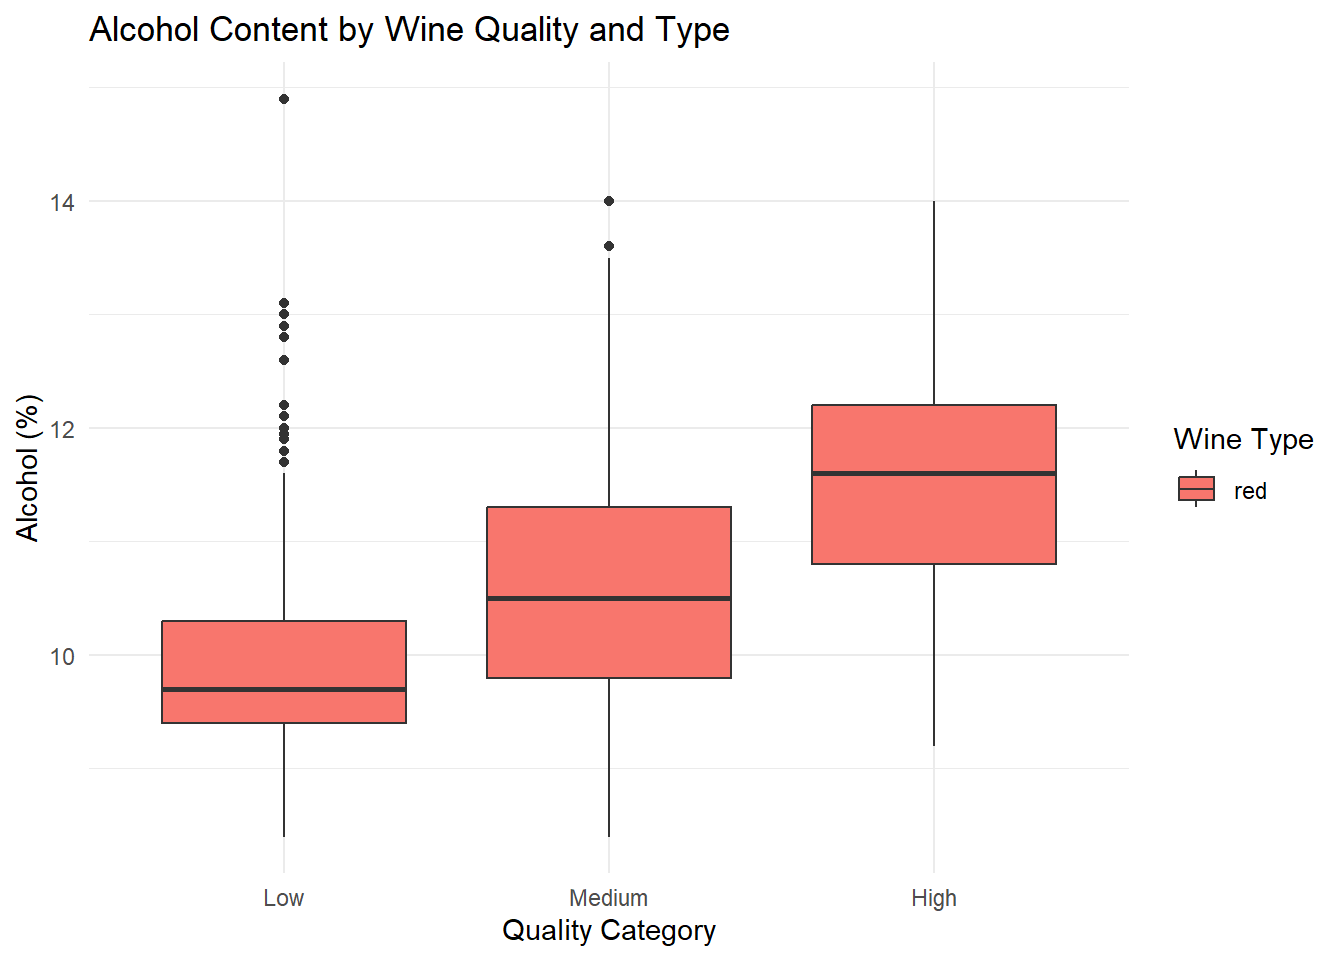 Alcohol Content by Wine Quality and Type
Alcohol (%)
14
12
10
Low Medium High
Quality Category
Wine Type
red